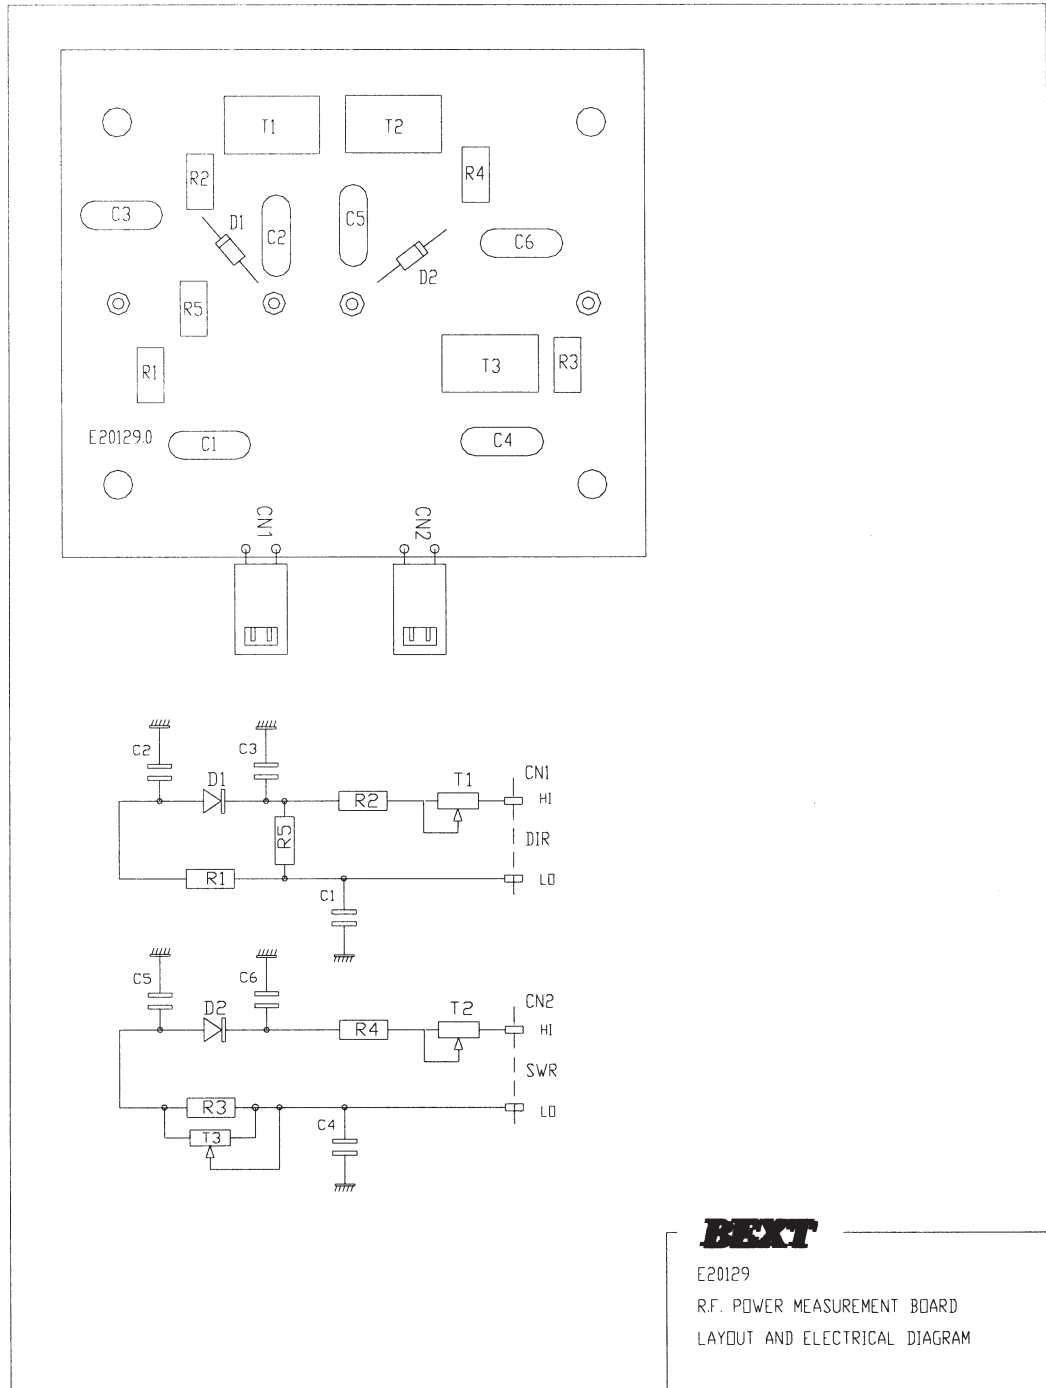 T1
T2
R2
R4
C3
D1
C2
C5
C6
D2
R5
R1
T3
R3
E20129.0
C1
C4
CN1
CN2
C2
C3
D1
T1
CN1
R2
HI
R5
DIR
R1
LO
C1
C5
C6
D2
T2
CN2
R4
HI
SWR
R3
LO
T3
C4
BEXT
E20129
R.F. POWER MEASUREMENT BOARD
LAYOUT AND ELECTRICAL DIAGRAM